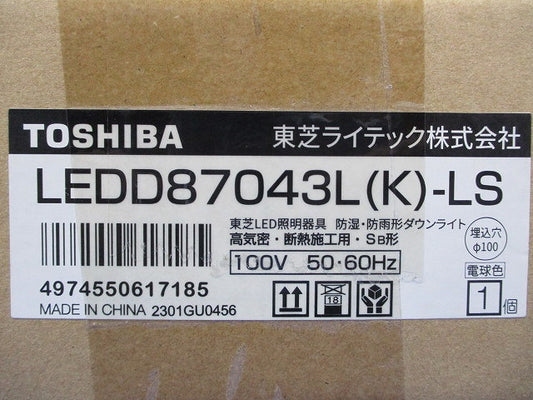 TOSHIBA 東芝ライテック株式会社
LEDD87043L(K)-LS
東芝LED照明器具 防湿・防雨形ダウンライト
高気密・断熱施工用・SB形
埋込穴
φ100
100V 50・60Hz
電球色
4974550617185
18
1個
MADE IN CHINA 2301GU0456